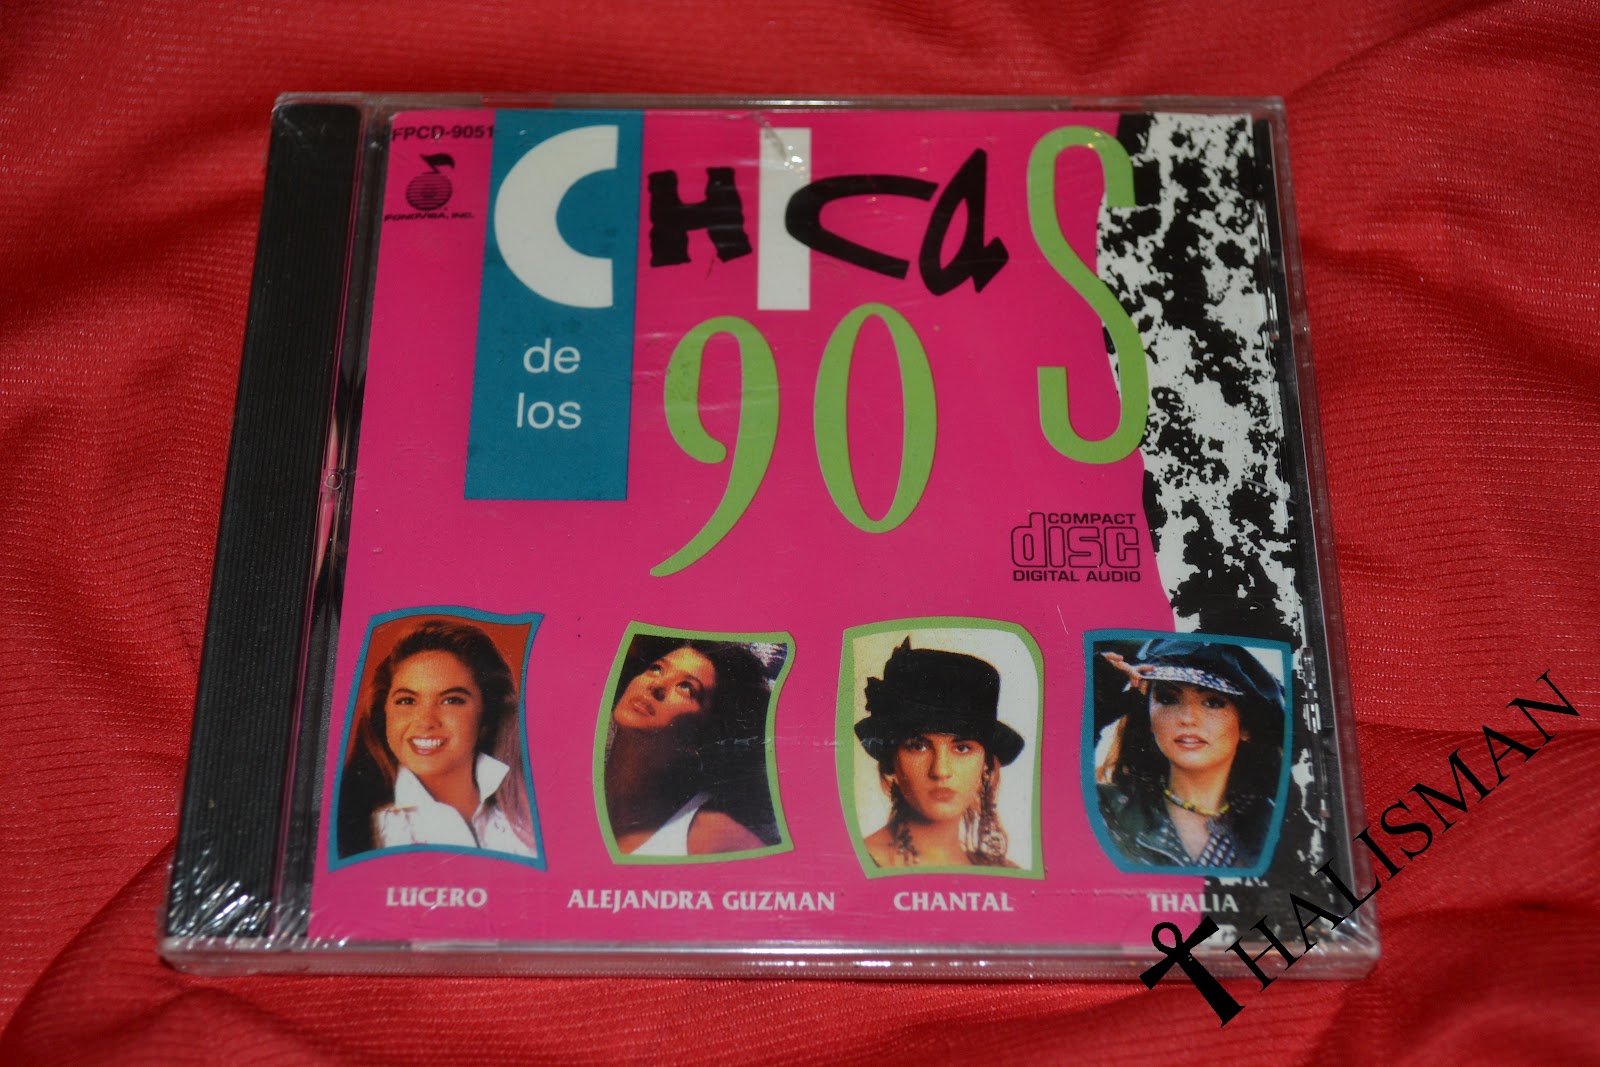 FPCD-9051
FONOVISA, INC.
CHICAS
de
los
90
COMPACT
disc
DIGITAL AUDIO
LUCERO
ALEJANDRA GUZMAN
CHANTAL
THALIA
THALISMAN